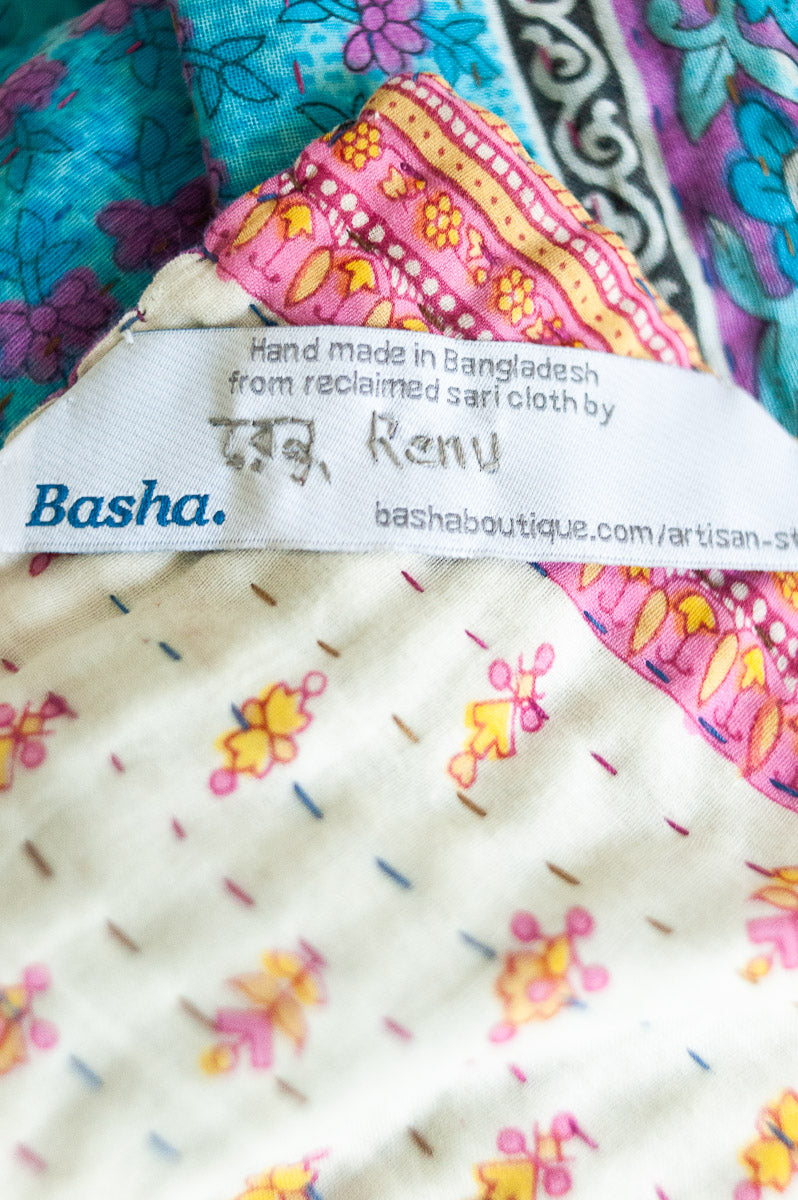 Hand made in Bangladesh
from reclaimed sari cloth by
রেনু, Renu
Basha.
bashaboutique.com/artisan-st